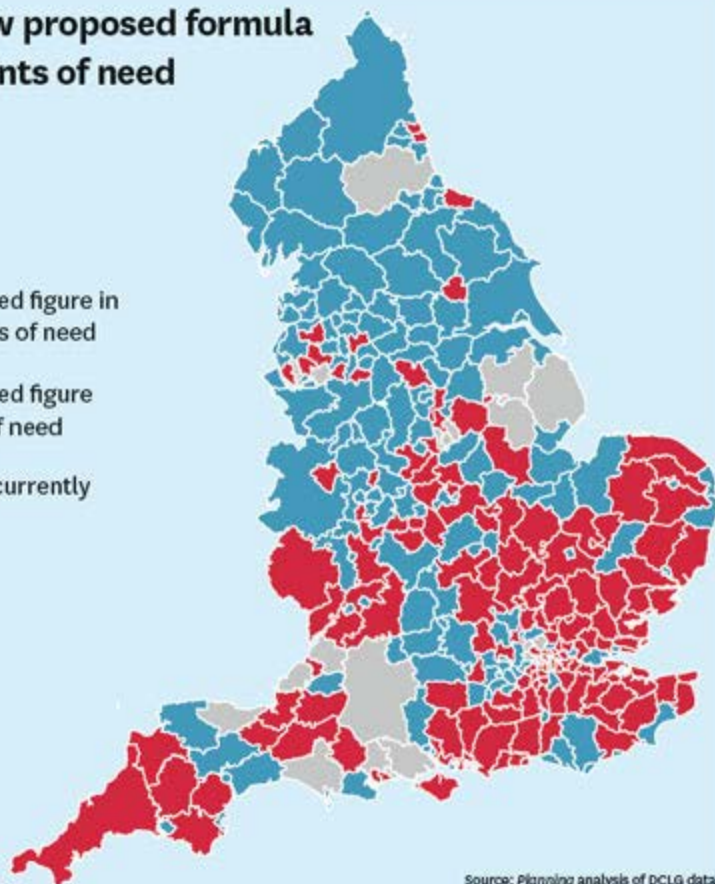 w proposed formula
nts of need
ed figure in
s of need
ed figure
f need
currently
Source: Planning analysis of DCLG data